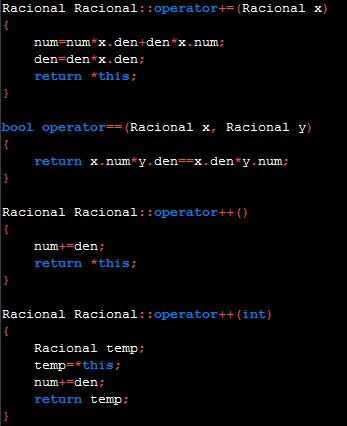 Racional Racional::operator+=(Racional x)
{
    num=num*x.den+den*x.num;
    den=den*x.den;
    return *this;
}
bool operator==(Racional x, Racional y)
{
    return x.num*y.den==x.den*y.num;
}
Racional Racional::operator++()
{
    num+=den;
    return *this;
}
Racional Racional::operator++(int)
{
    Racional temp;
    temp=*this;
    num+=den;
    return temp;
}